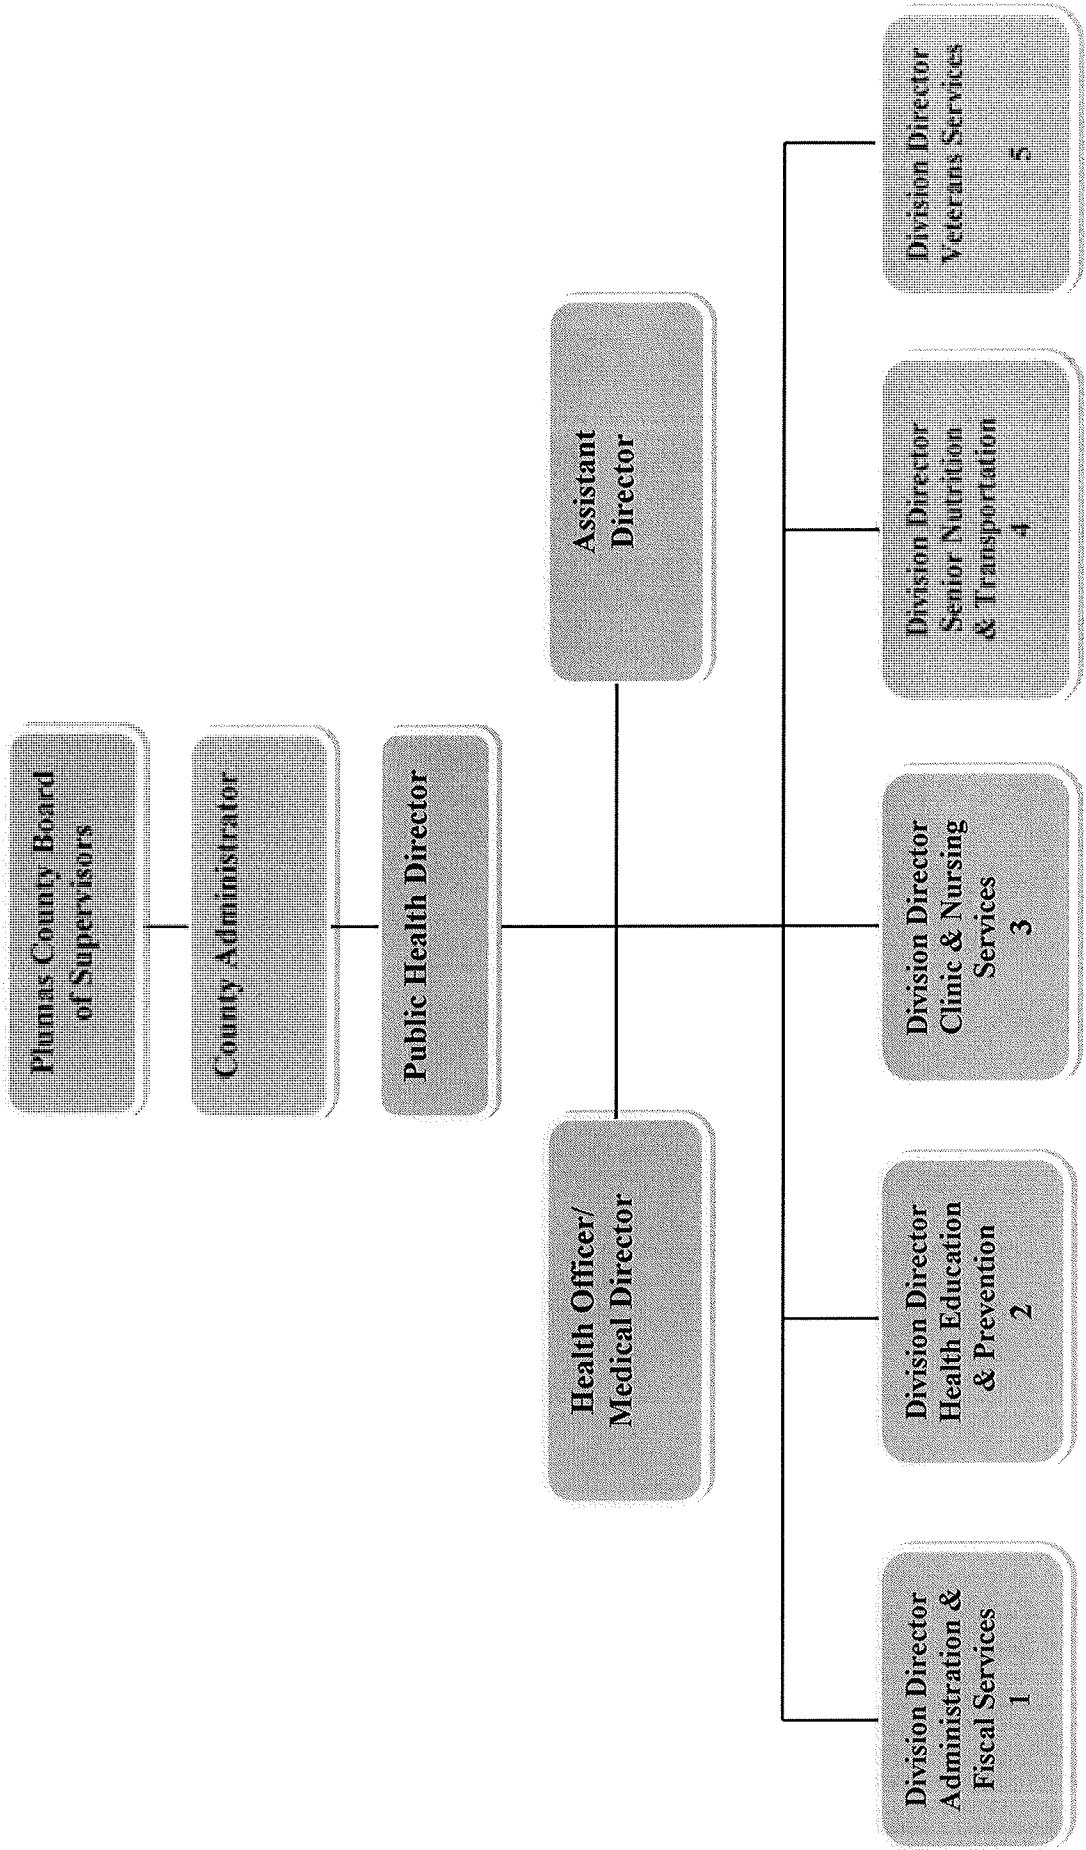 Plumas County Board
of Supervisors
County Administrator
Public Health Director
Health Officer/
Medical Director
Assistant
Director
Division Director
Administration &
Fiscal Services
1
Division Director
Health Education
& Prevention
2
Division Director
Clinic & Nursing
Services
3
Division Director
Senior Nutrition
& Transportation
4
Division Director
Veterans Services
5